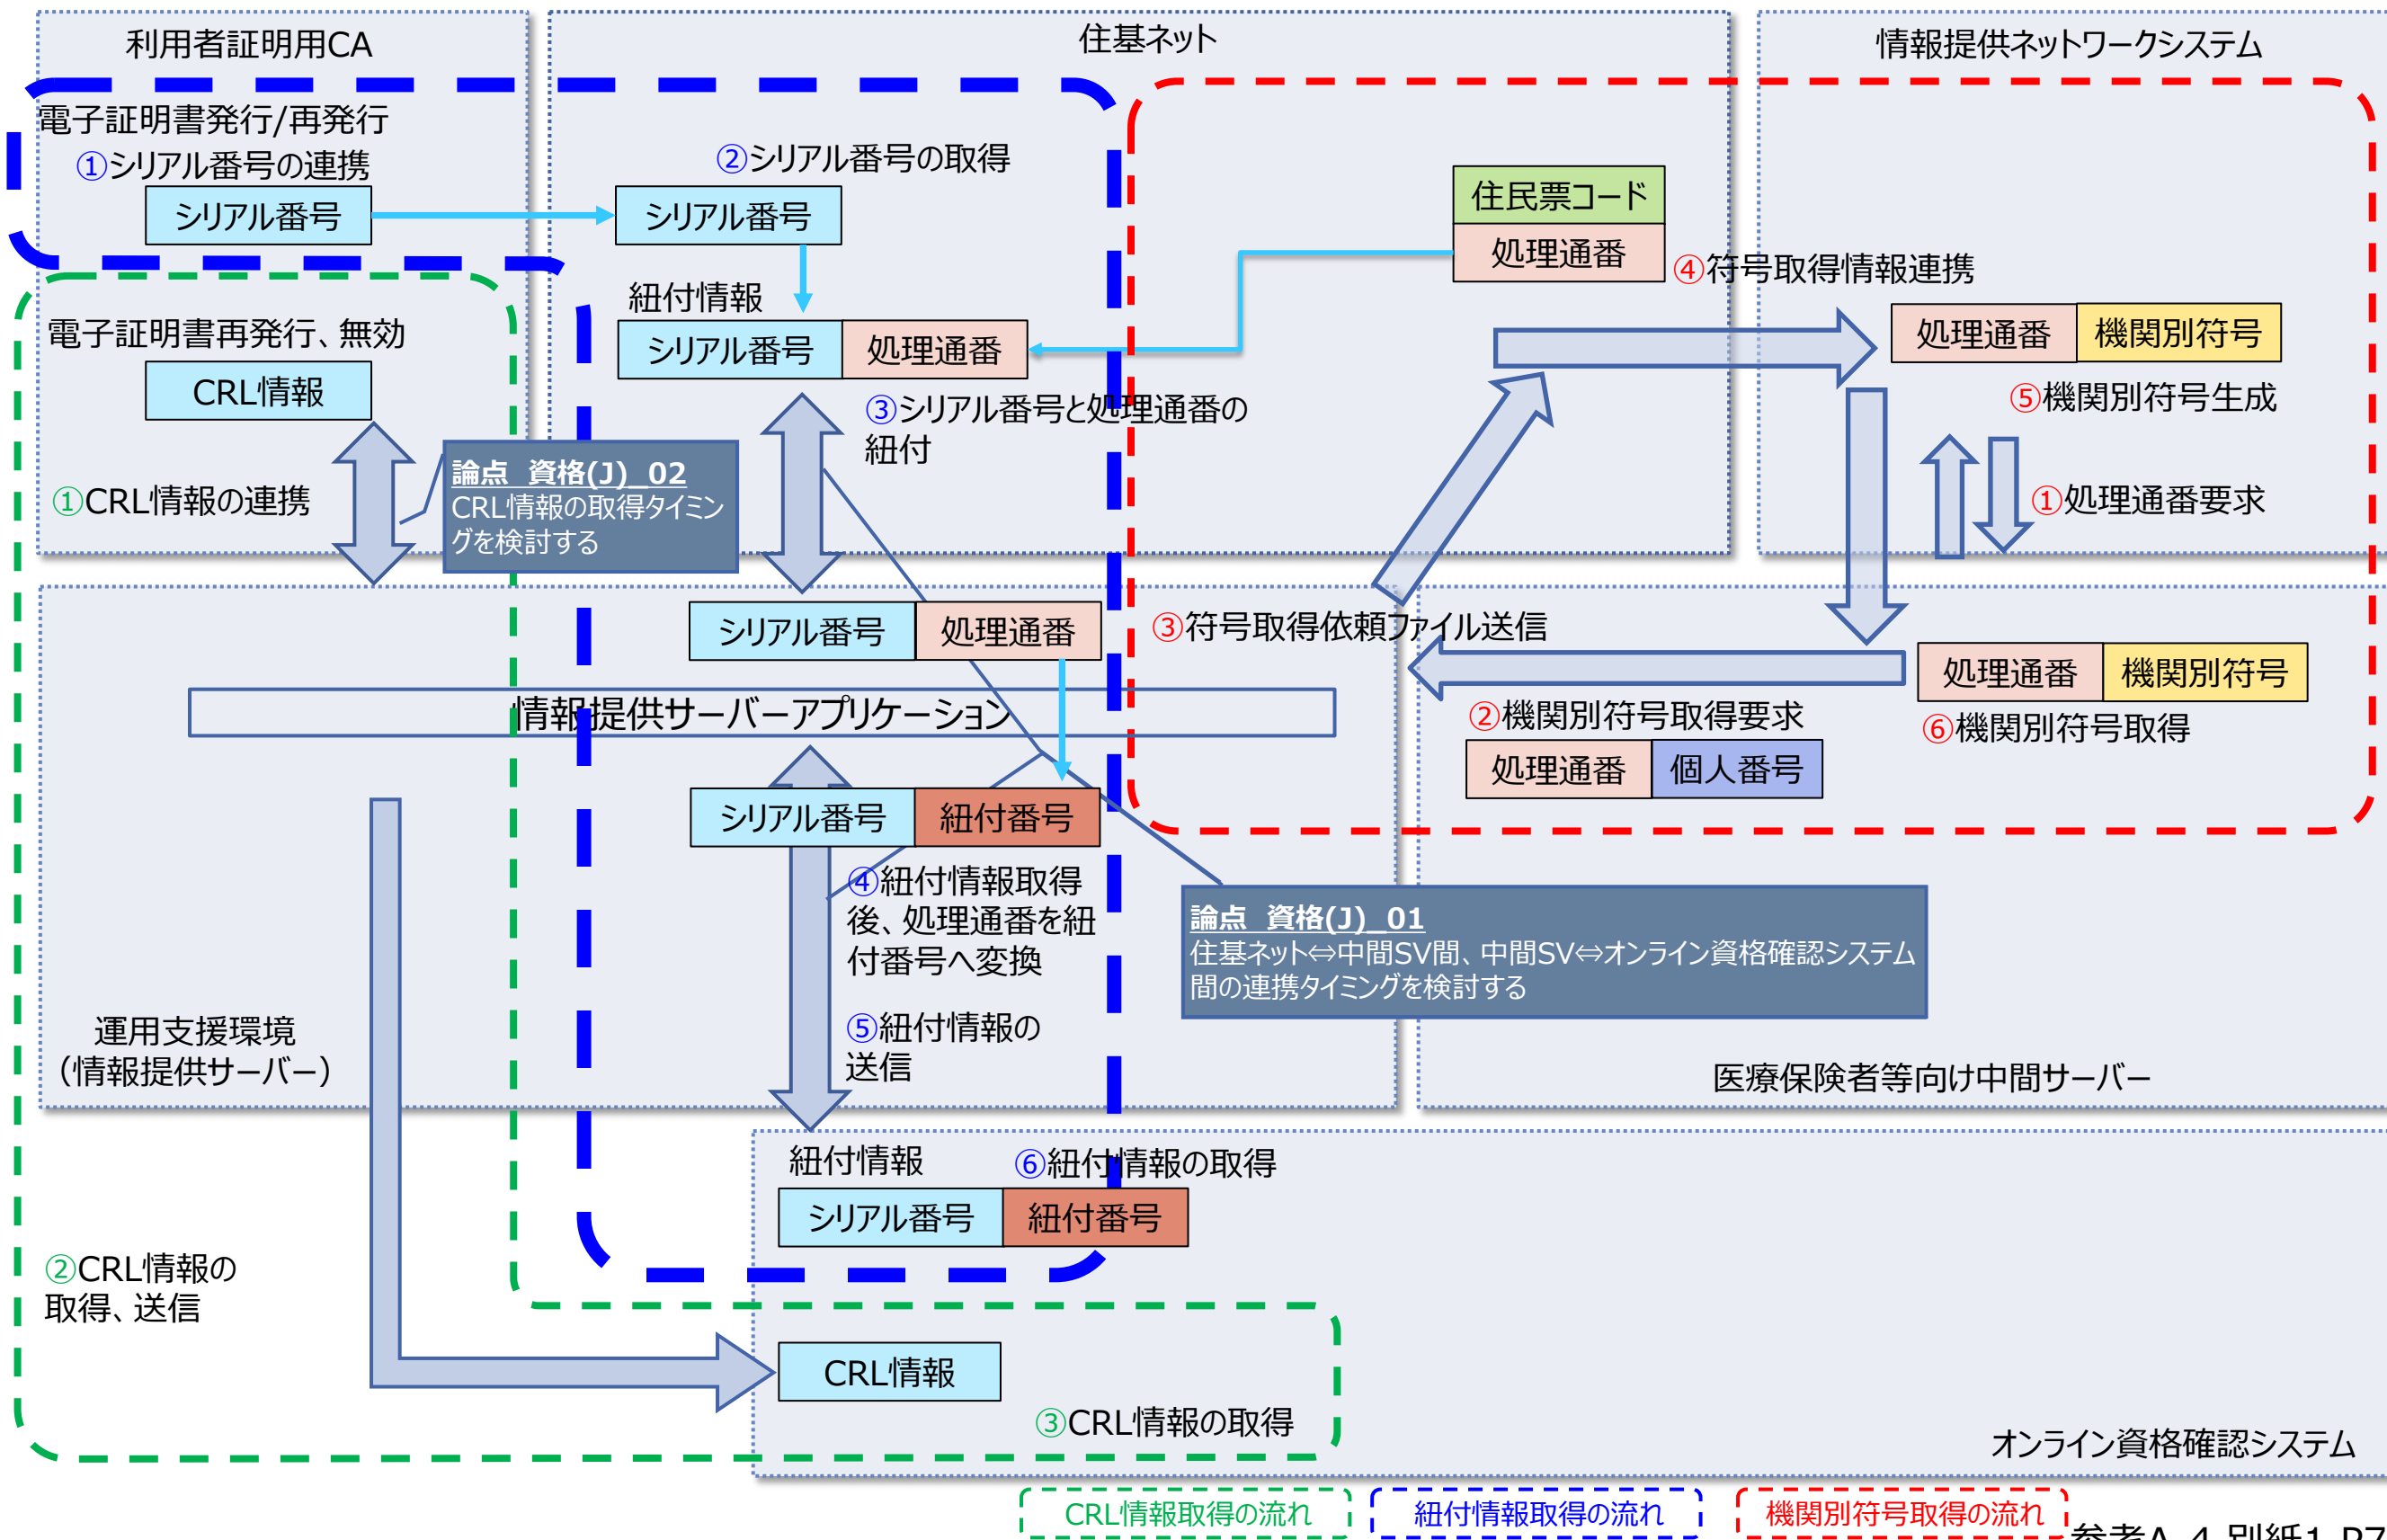 利用者証明用CA
住基ネット
情報提供ネットワークシステム
電子証明書発行/再発行
①シリアル番号の連携
シリアル番号
②シリアル番号の取得
シリアル番号
住民票コード
処理通番
④符号取得情報連携
紐付情報
シリアル番号 処理通番
処理通番 機関別符号
⑤機関別符号生成
電子証明書再発行、無効
CRL情報
③シリアル番号と処理通番の
紐付
①CRL情報の連携
論点 資格(J)_02
CRL情報の取得タイミン
グを検討する
①処理通番要求
シリアル番号 処理通番
③符号取得依頼ファイル送信
処理通番 機関別符号
情報提供サーバーアプリケーション
②機関別符号取得要求
⑥機関別符号取得
処理通番 個人番号
シリアル番号 紐付番号
④紐付情報取得
後、処理通番を紐
付番号へ変換
論点 資格(J)_01
住基ネット⇔中間SV間、中間SV⇔オンライン資格確認システム
間の連携タイミングを検討する
⑤紐付情報の
送信
運用支援環境
（情報提供サーバー）
医療保険者等向け中間サーバー
紐付情報
⑥紐付情報の取得
シリアル番号 紐付番号
②CRL情報の
取得、送信
CRL情報
③CRL情報の取得
オンライン資格確認システム
CRL情報取得の流れ
紐付情報取得の流れ
機関別符号取得の流れ
参考A-4 別紙1 P7